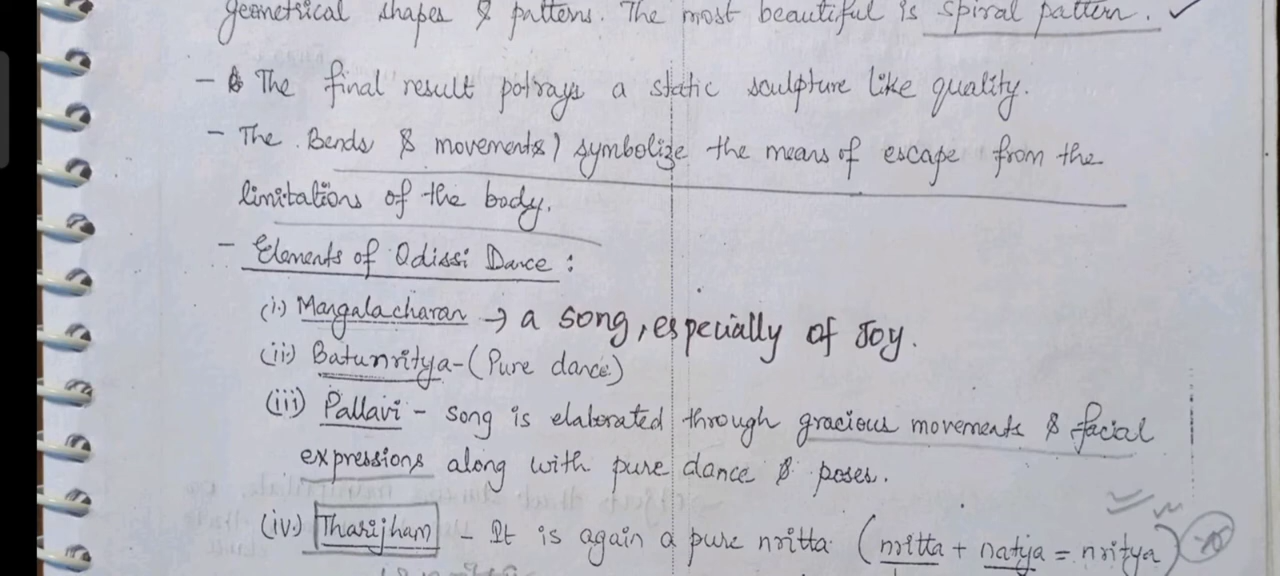 geometrical shapes & pattens. The most beautiful is spiral pattern.
- The final result potrays a static sculpture like quality.
- The Bends & movements) symbolize the means of escape from the
limitations of the body.
- Elements of Odissi Dance :
(i) Mangalacharan → a song, especially of Joy.
(ii) Batunritya - (Pure dance)
(iii) Pallavi - song is elaborated through gracious movements & facial
expressions along with pure dance & poses.
(iv) Tharijham - It is again a pure nritta (nritta + natya = nritya)